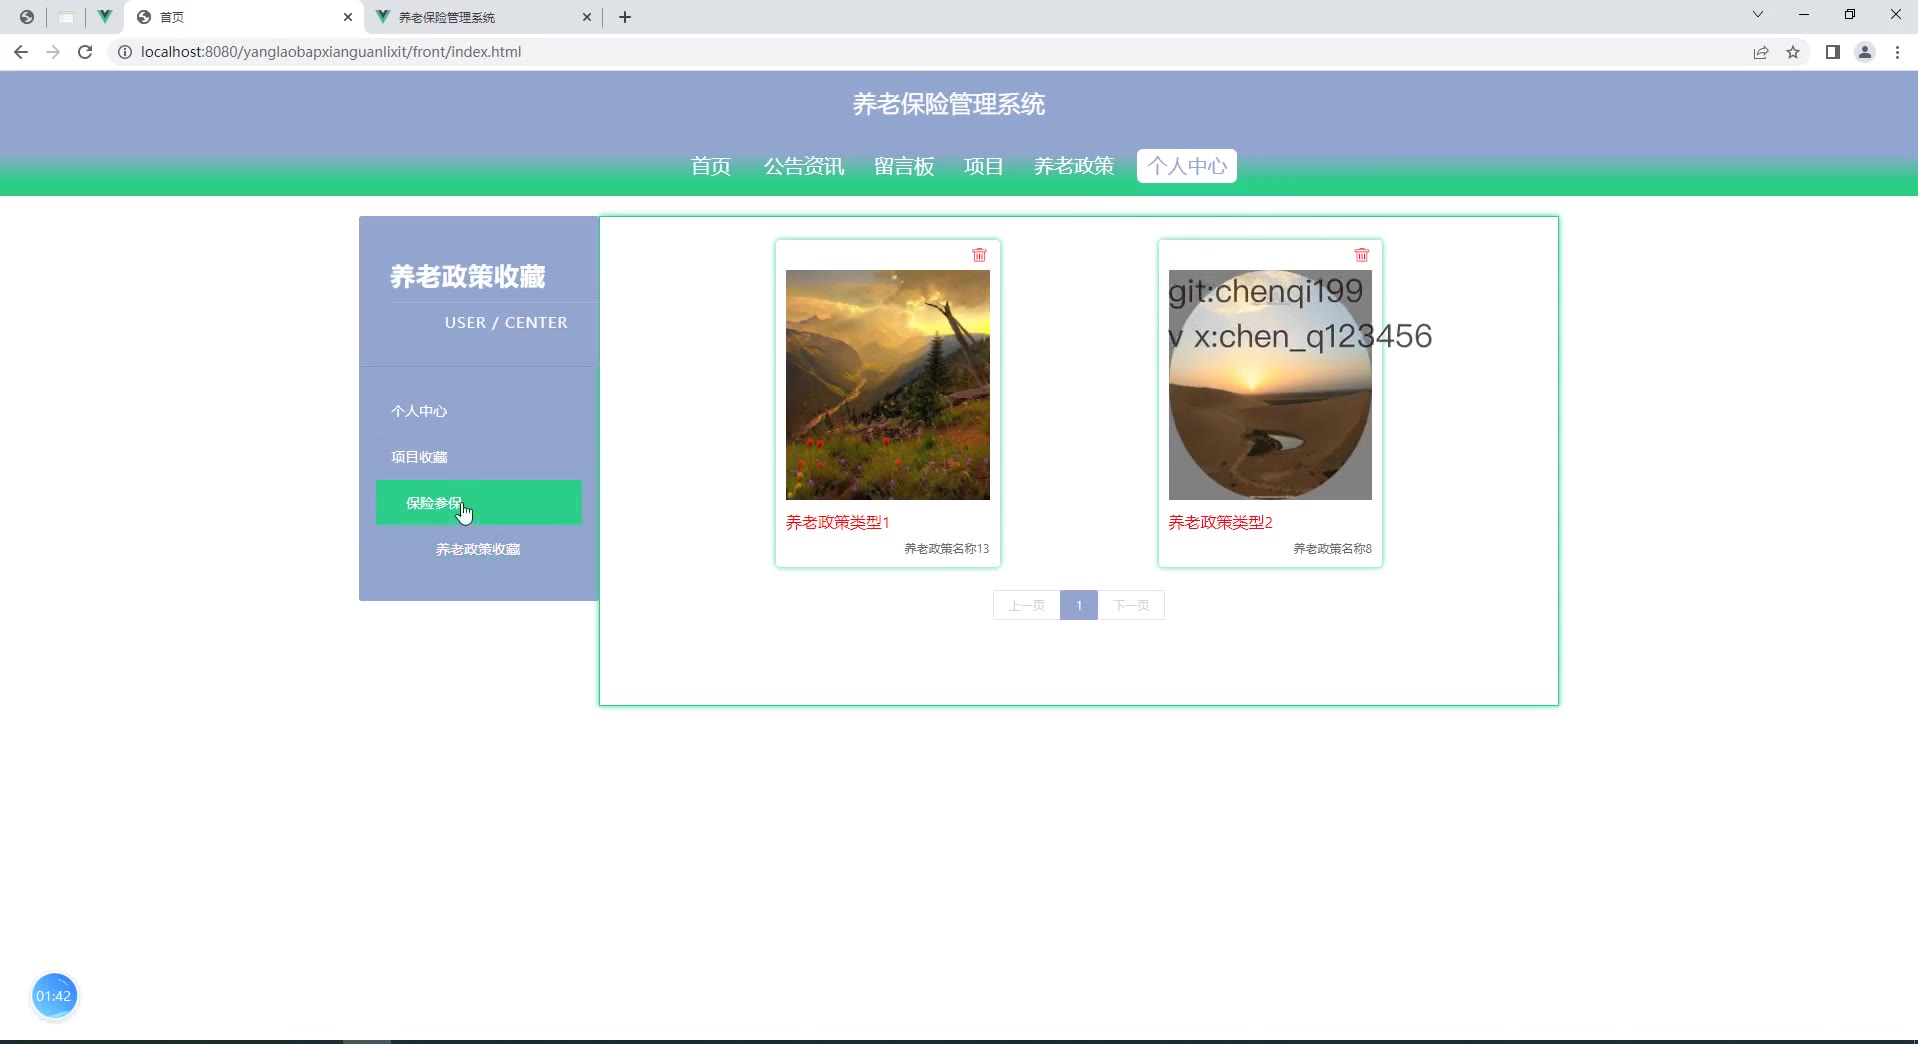 首页
养老保险管理系统
localhost:8080/yanglaobapxianguanlixit/front/index.html
养老保险管理系统
首页 公告资讯 留言板 项目 养老政策 个人中心
养老政策收藏
USER / CENTER
个人中心
项目收藏
保险参保
养老政策收藏
git:chenqi199
v x:chen_q123456
养老政策类型1
养老政策名称13
养老政策类型2
养老政策名称8
上一页 1 下一页
01:42